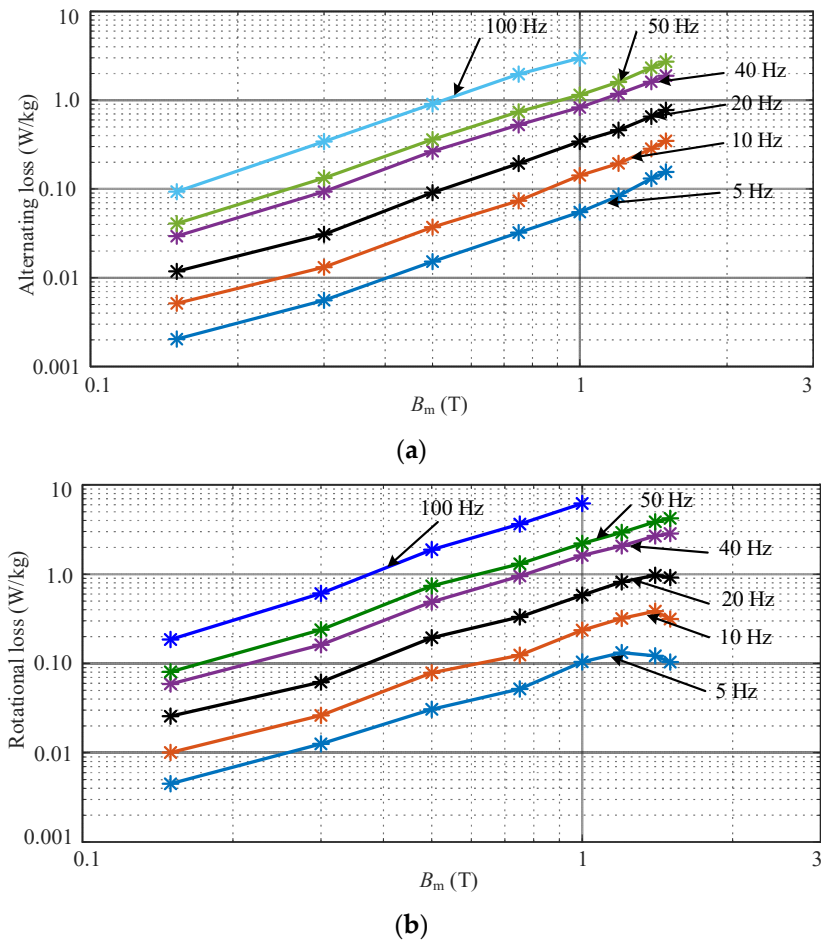 10
1.0
0.10
0.01
0.001
Alternating loss (W/kg)
100 Hz
50 Hz
40 Hz
20 Hz
10 Hz
5 Hz
0.1
1
3
Bm (T)
(a)
10
1.0
0.10
0.01
0.001
Rotational loss (W/kg)
100 Hz
50 Hz
40 Hz
20 Hz
10 Hz
5 Hz
0.1
1
3
Bm (T)
(b)